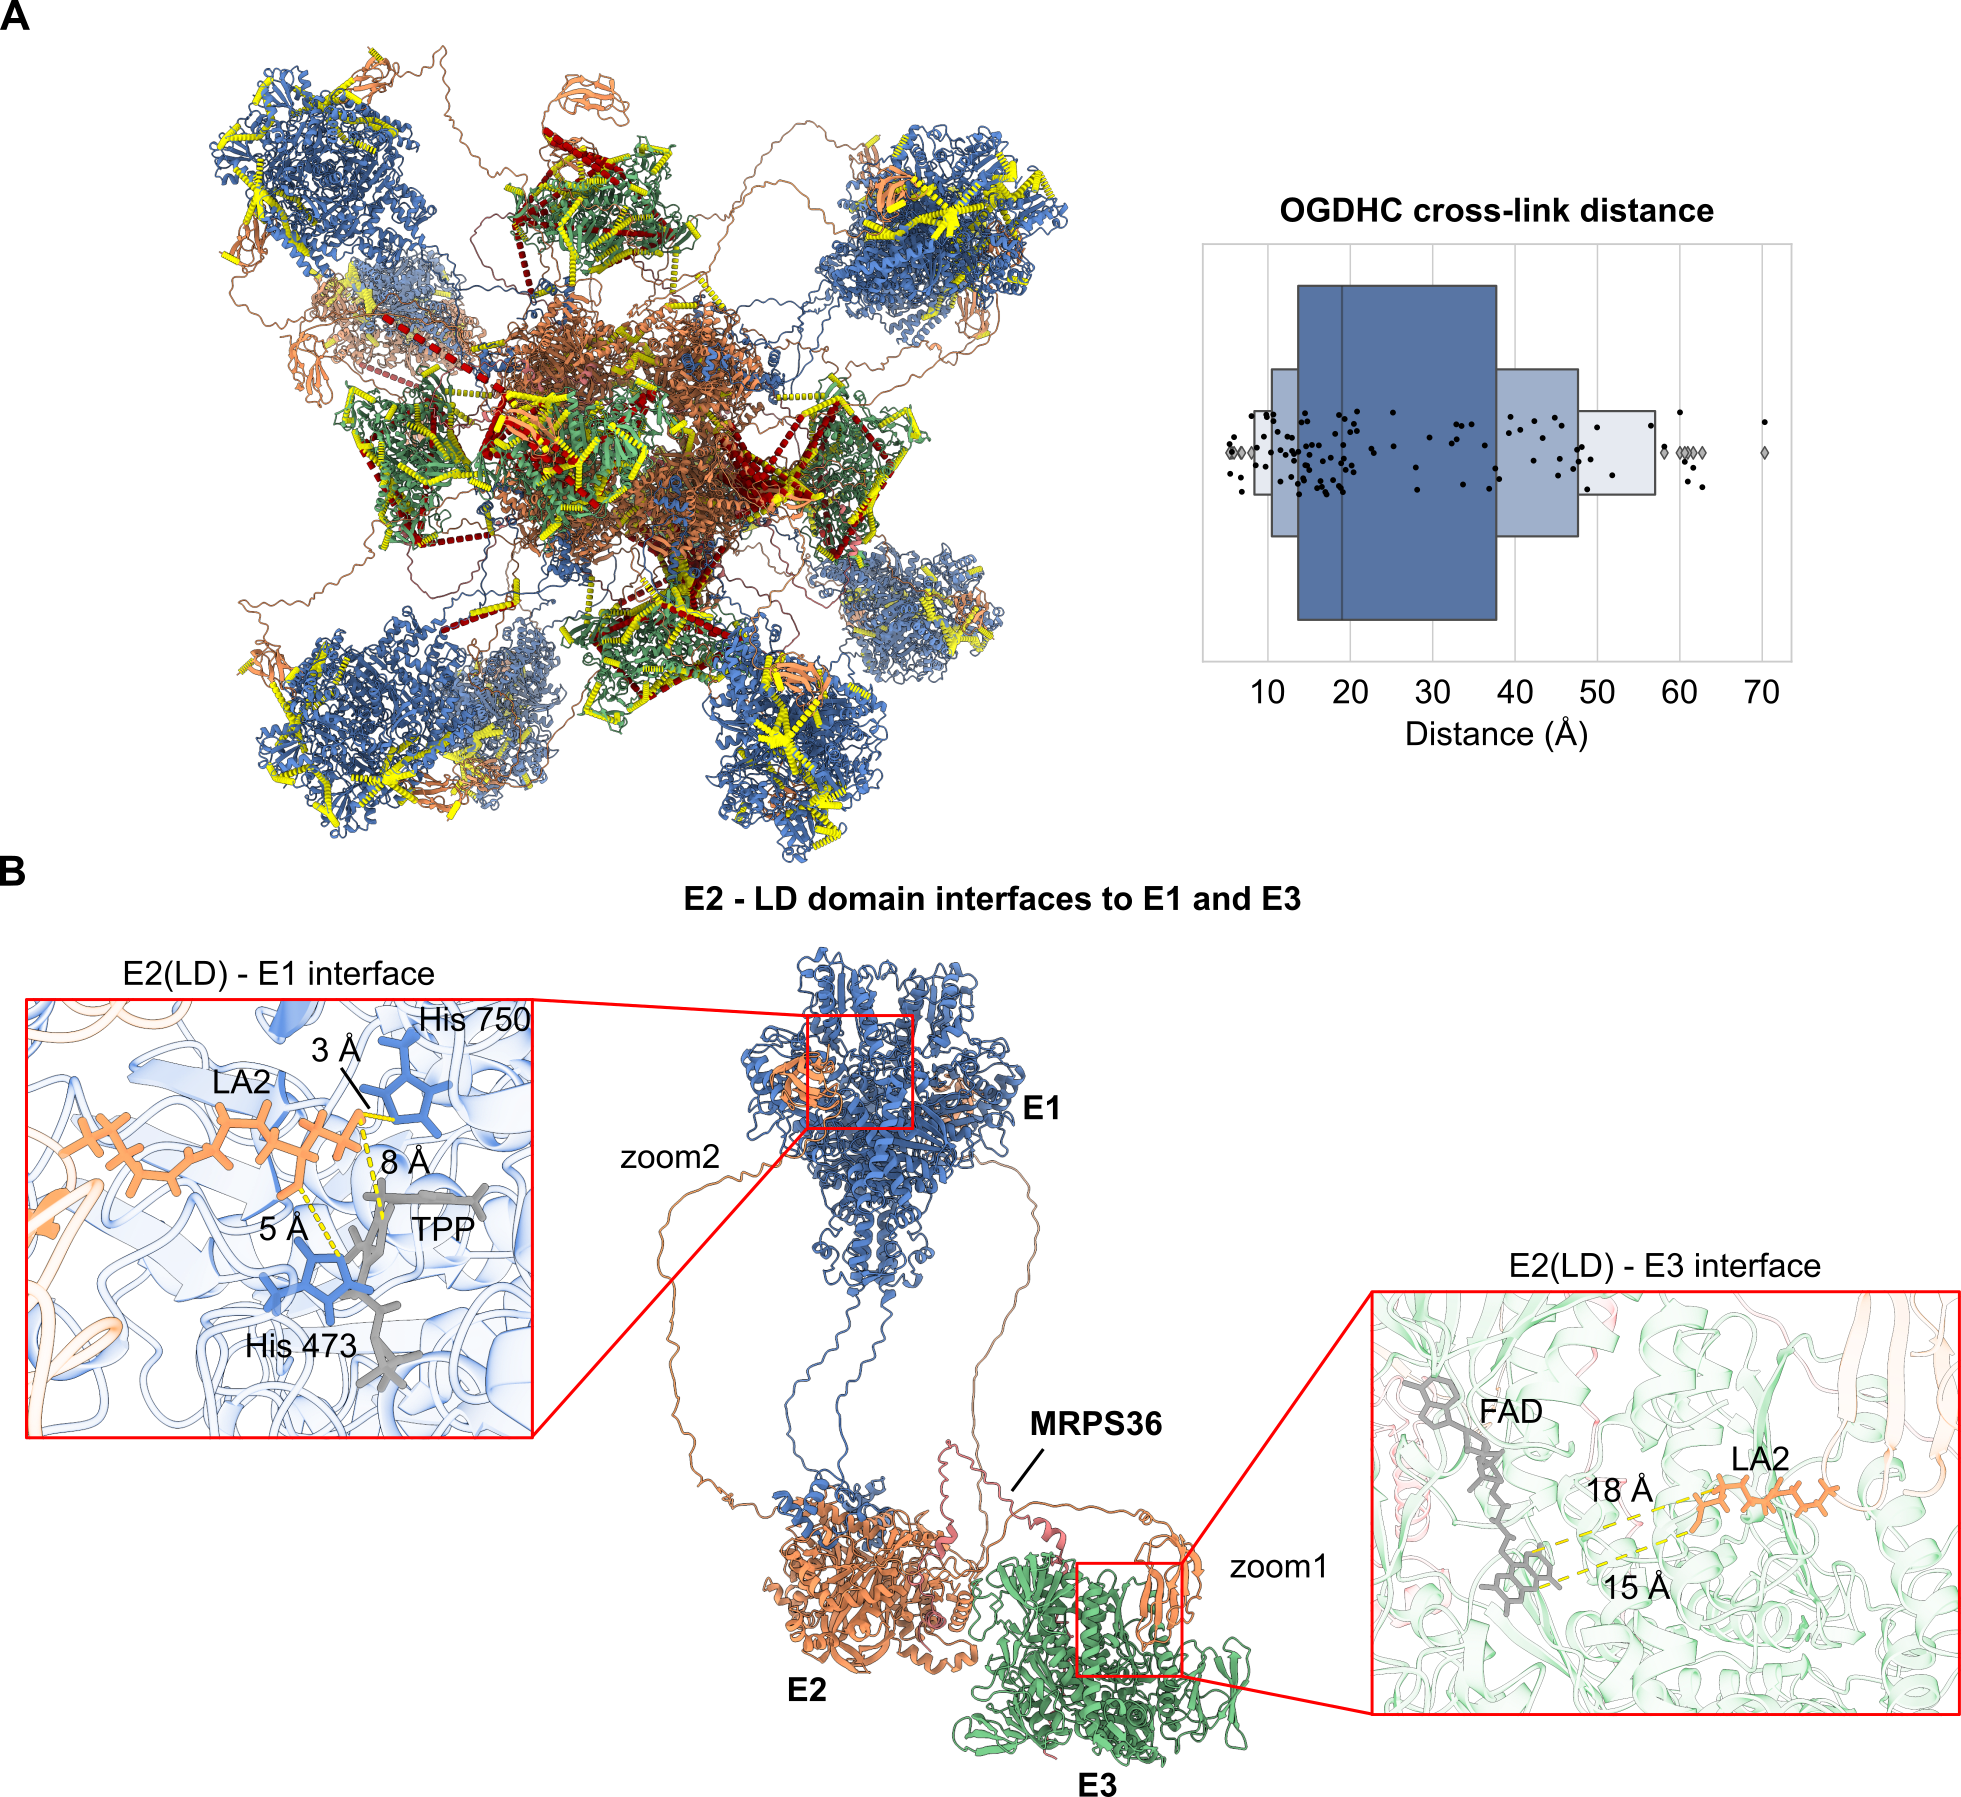 A
OGDHC cross-link distance
10 20 30 40 50 60 70
Distance (Å)
B
E2 - LD domain interfaces to E1 and E3
E2(LD) - E1 interface
His 750
3 Å
LA2
8 Å
5 Å
TPP
His 473
zoom2
E1
MRPS36
E2
E3
zoom1
E2(LD) - E3 interface
FAD
LA2
18 Å
15 Å